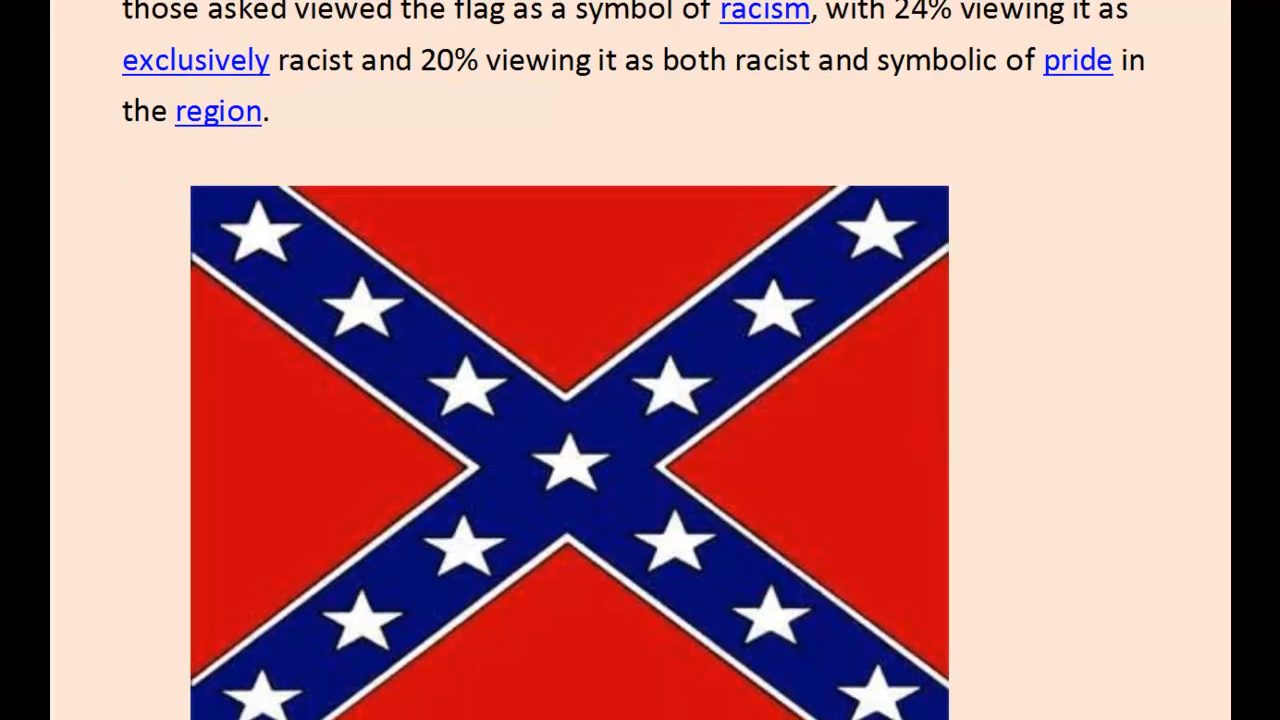 those asked viewed the flag as a symbol of racism, with 24% viewing it as
exclusively racist and 20% viewing it as both racist and symbolic of pride in
the region.